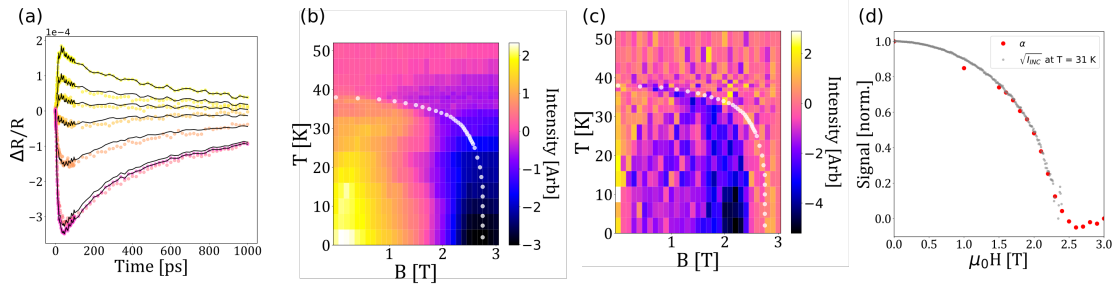 (a)
1e−4
2
1
0
−1
−2
−3
ΔR/R
0 200 400 600 800 1000
Time [ps]
(b)
50
40
30
20
10
0
T [K]
1 2 3
B [T]
2
1
0
−1
−2
−3
Intensity [Arb]
(c)
50
40
30
20
10
0
T [K]
1 2 3
B [T]
2
0
−2
−4
Intensity [Arb]
(d)
α
√I_INC at T = 31 K
1.0
0.8
0.6
0.4
0.2
0.0
Signal [norm.]
0.0 0.5 1.0 1.5 2.0 2.5 3.0
μ₀H [T]